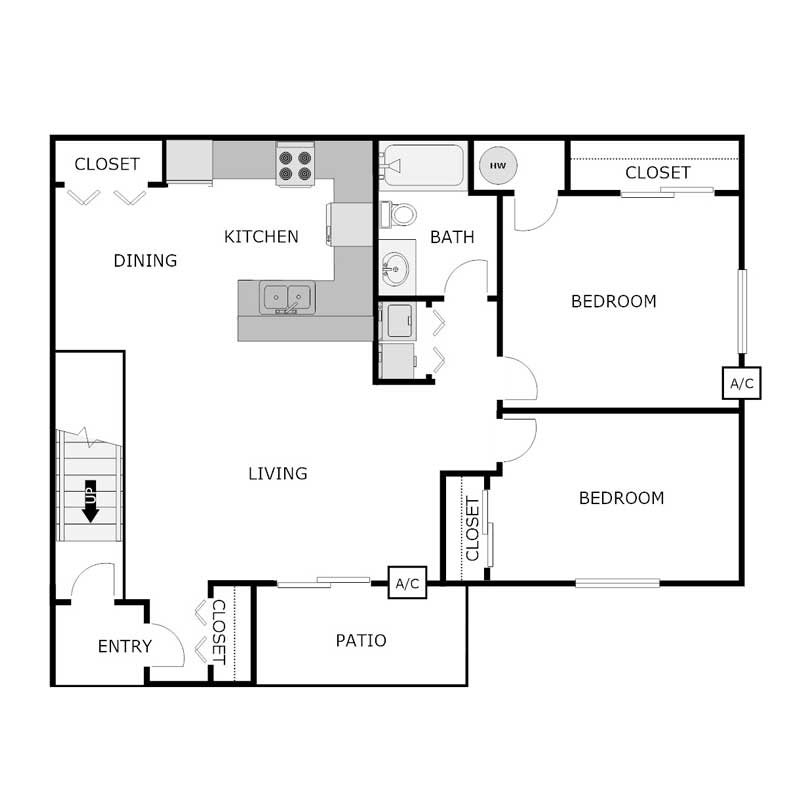 CLOSET
HW
CLOSET
KITCHEN
BATH
DINING
BEDROOM
A/C
LIVING
UP
BEDROOM
CLOSET
A/C
CLOSET
ENTRY
PATIO